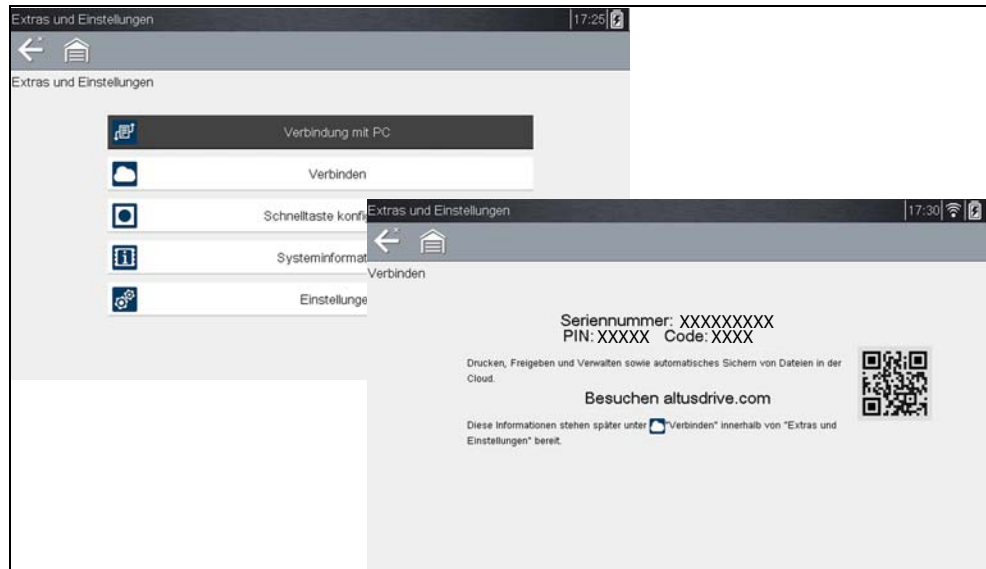 Extras und Einstellungen 17:25
Extras und Einstellungen
Verbindung mit PC
Verbinden
Schnelltaste konfi
Systeminformat
Einstellunge
Extras und Einstellungen 17:30
Verbinden
Seriennummer: XXXXXXXXX
PIN: XXXXX Code: XXXX
Drucken, Freigeben und Verwalten sowie automatisches Sichern von Dateien in der
Cloud.
Besuchen altusdrive.com
Diese Informationen stehen später unter "Verbinden" innerhalb von "Extras und
Einstellungen" bereit.